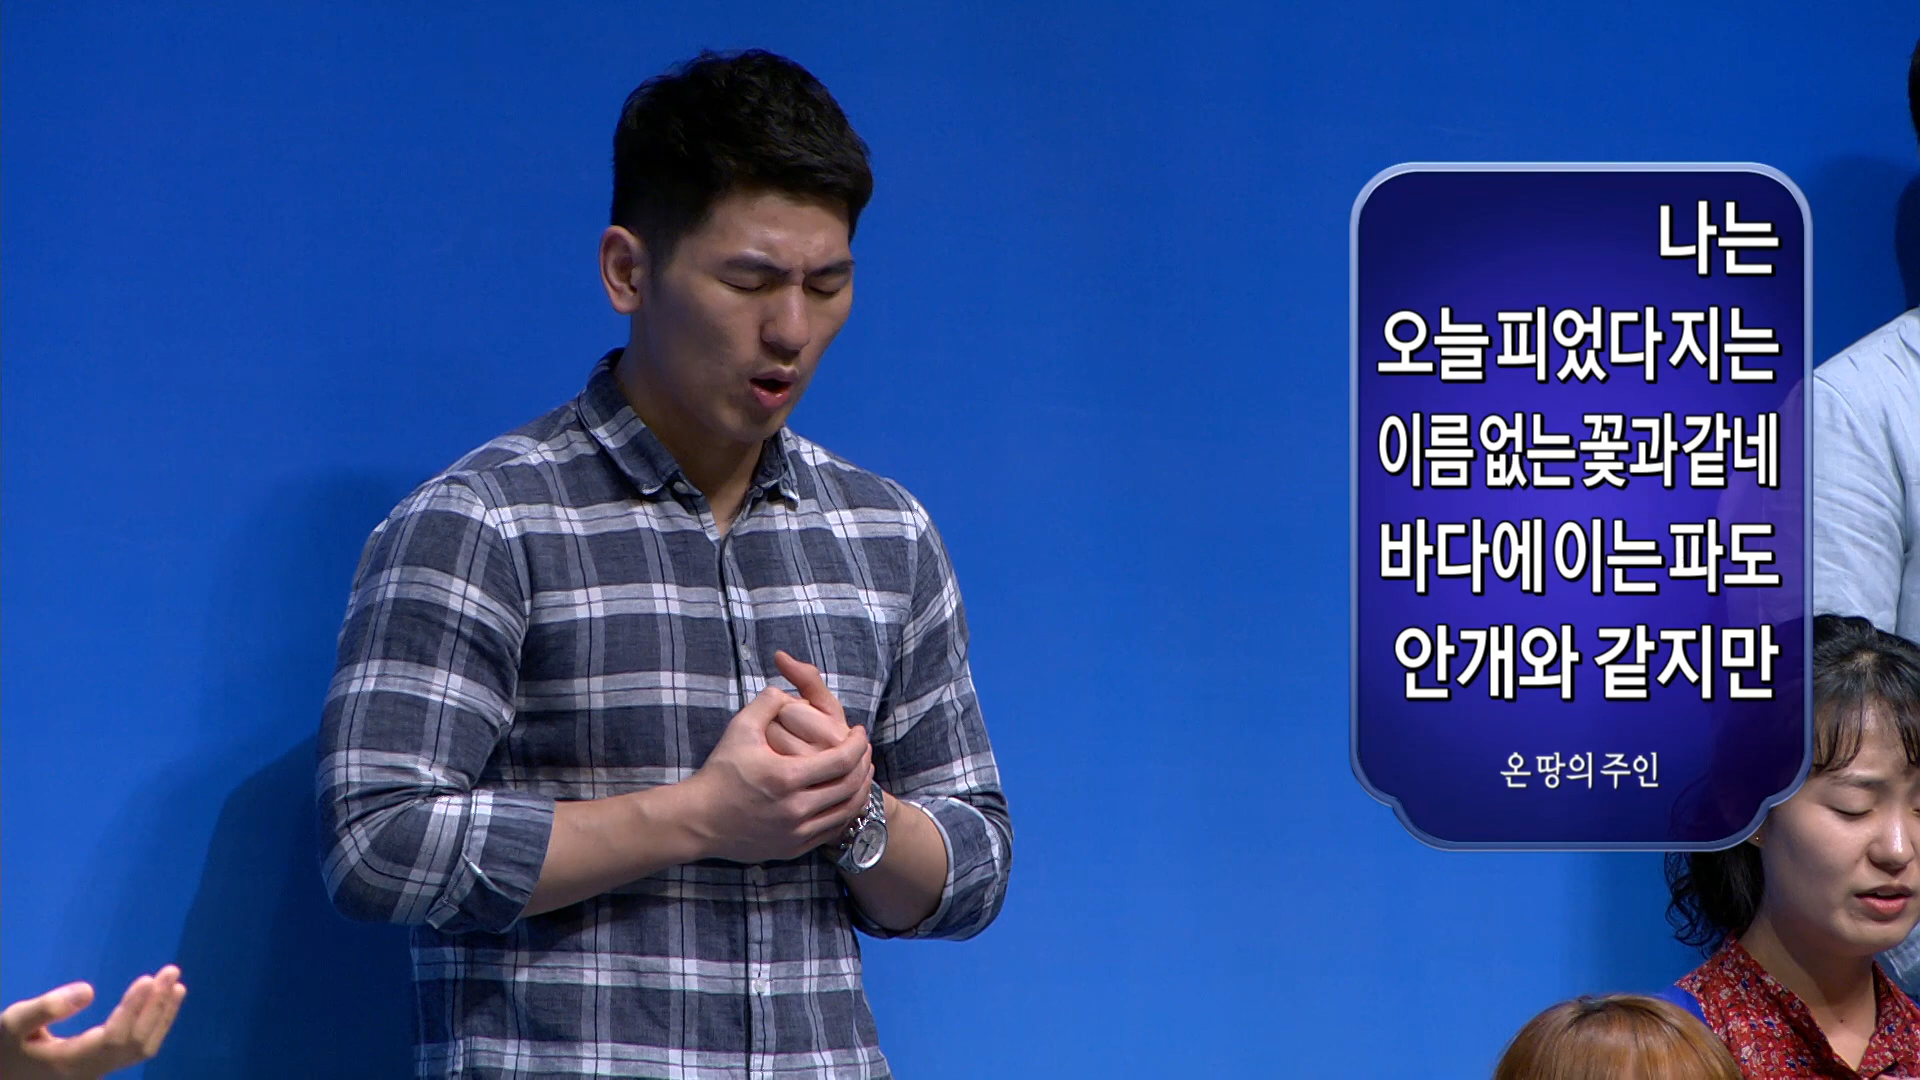 나는
오늘 피었다 지는
이름 없는 꽃과 같네
바다에 이는 파도
안개와 같지만
온 땅의 주인